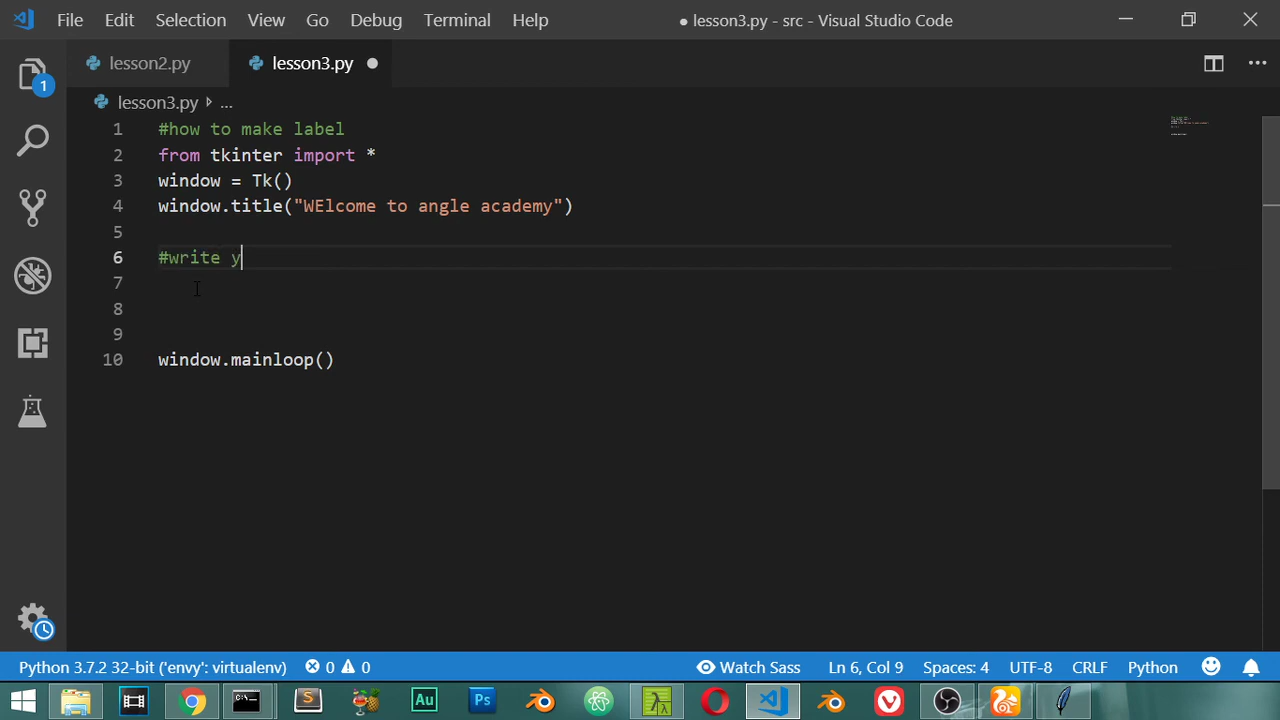 File Edit Selection View Go Debug Terminal Help ● lesson3.py - src - Visual Studio Code
lesson2.py lesson3.py
1
lesson3.py ...
1 #how to make label
2 from tkinter import *
3 window = Tk()
4 window.title("WElcome to angle academy")
5
6 #write y
7
8
9
10 window.mainloop()
Python 3.7.2 32-bit ('envy': virtualenv) 0 0 Watch Sass Ln 6, Col 9 Spaces: 4 UTF-8 CRLF Python
S Au Ps